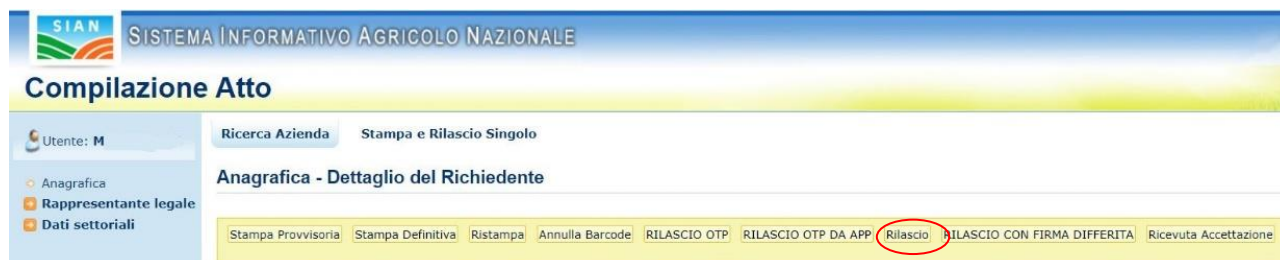 SIAN
SISTEMA INFORMATIVO AGRICOLO NAZIONALE
Compilazione Atto
Utente: M
Ricerca Azienda Stampa e Rilascio Singolo
Anagrafica
Rappresentante legale
Dati settoriali
Anagrafica - Dettaglio del Richiedente
Stampa Provvisoria Stampa Definitiva Ristampa Annulla Barcode RILASCIO OTP RILASCIO OTP DA APP Rilascio RILASCIO CON FIRMA DIFFERITA Ricevuta Accettazione